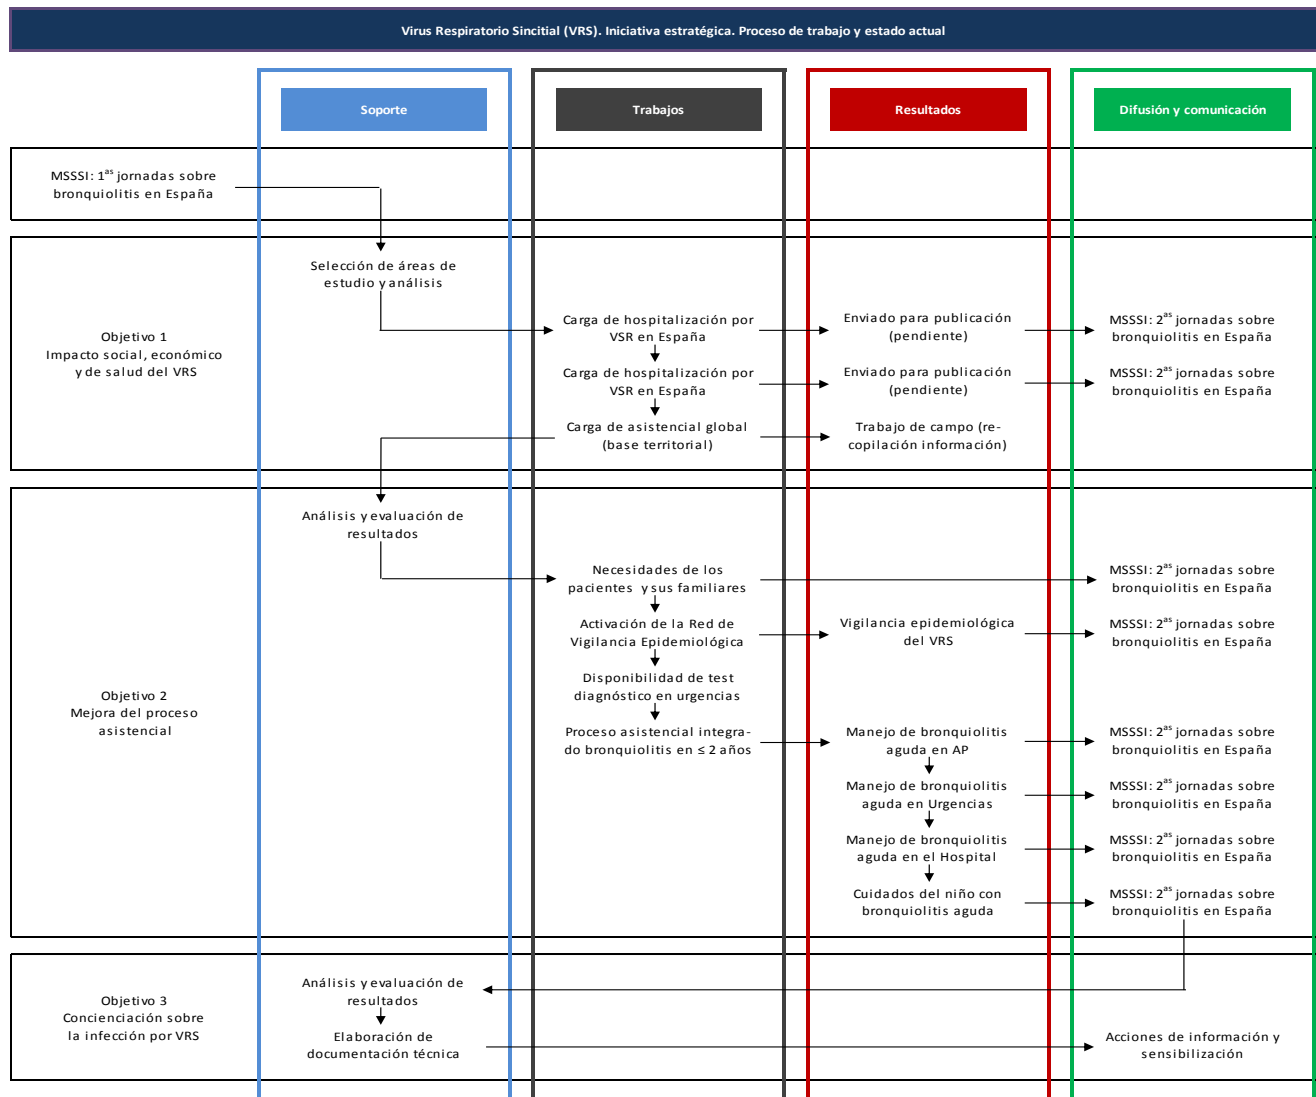 Virus Respiratorio Sincitial (VRS). Iniciativa estratégica. Proceso de trabajo y estado actual
Soporte
Trabajos
Resultados
Difusión y comunicación
MSSSI: 1as jornadas sobre
bronquiolitis en España
Objetivo 1
Impacto social, económico
y de salud del VRS
Selección de áreas de
estudio y análisis
Carga de hospitalización por
VSR en España
Enviado para publicación
(pendiente)
MSSSI: 2as jornadas sobre
bronquiolitis en España
Carga de hospitalización por
VSR en España
Enviado para publicación
(pendiente)
MSSSI: 2as jornadas sobre
bronquiolitis en España
Carga de asistencial global
(base territorial)
Trabajo de campo (re-
copilación información)
Objetivo 2
Mejora del proceso
asistencial
Análisis y evaluación de
resultados
Necesidades de los
pacientes y sus familiares
MSSSI: 2as jornadas sobre
bronquiolitis en España
Activación de la Red de
Vigilancia Epidemiológica
Vigilancia epidemiológica
del VRS
MSSSI: 2as jornadas sobre
bronquiolitis en España
Disponibilidad de test
diagnóstico en urgencias
Proceso asistencial integra-
do bronquiolitis en ≤ 2 años
Manejo de bronquiolitis
aguda en AP
MSSSI: 2as jornadas sobre
bronquiolitis en España
Manejo de bronquiolitis
aguda en Urgencias
MSSSI: 2as jornadas sobre
bronquiolitis en España
Manejo de bronquiolitis
aguda en el Hospital
MSSSI: 2as jornadas sobre
bronquiolitis en España
Cuidados del niño con
bronquiolitis aguda
MSSSI: 2as jornadas sobre
bronquiolitis en España
Objetivo 3
Concienciación sobre
la infección por VRS
Análisis y evaluación de
resultados
Elaboración de
documentación técnica
Acciones de información y
sensibilización